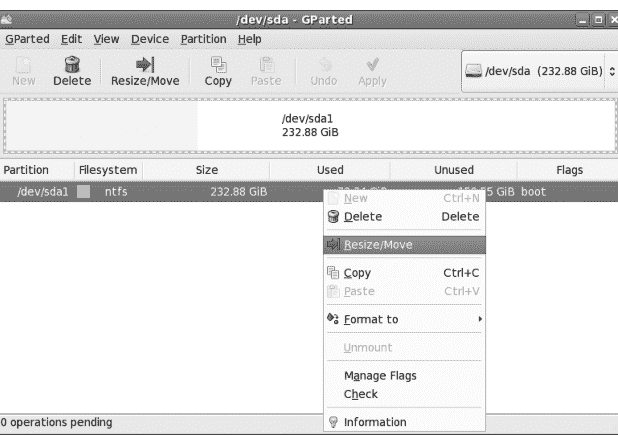 /dev/sda - GParted
GParted Edit View Device Partition Help
New Delete Resize/Move Copy Paste Undo Apply /dev/sda (232.88 GiB)
/dev/sda1
232.88 GiB
Partition Filesystem Size Used Unused Flags
/dev/sda1 ntfs 232.88 GiB GiB boot
New Ctrl+N
Delete Delete
Resize/Move
Copy Ctrl+C
Paste Ctrl+V
Format to
Unmount
Manage Flags
Check
Information
0 operations pending